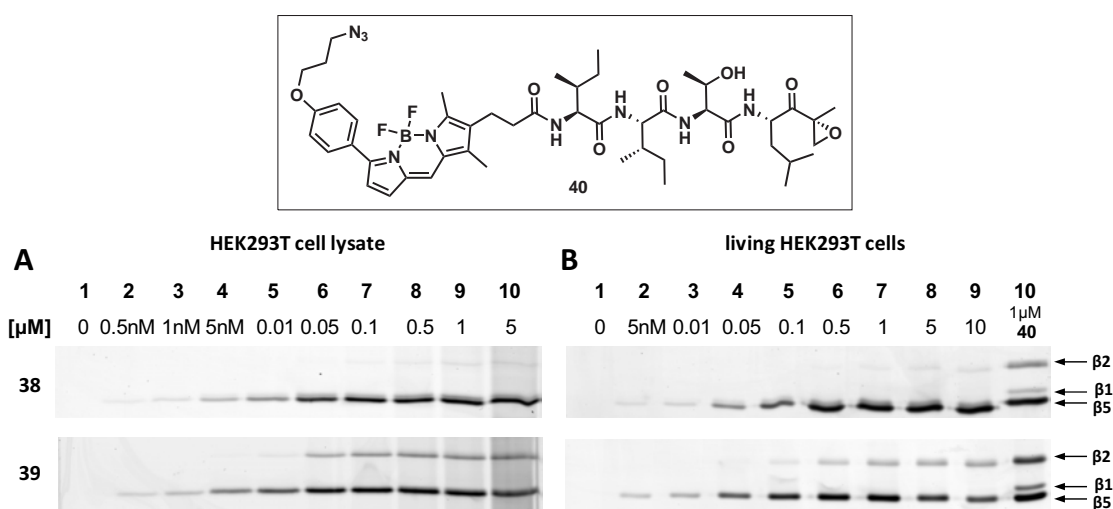 N3
O
F
F
B
N
N
O
N
H
O
H
N
O
N
H
OH
O
H
N
O
O
40
HEK293T cell lysate
living HEK293T cells
A
B
1 2 3 4 5 6 7 8 9 10
[µM] 0 0.5nM 1nM 5nM 0.01 0.05 0.1 0.5 1 5
1 2 3 4 5 6 7 8 9 10
0 5nM 0.01 0.05 0.1 0.5 1 5 10 1µM
40
38
β2
β1
β5
39
β2
β1
β5